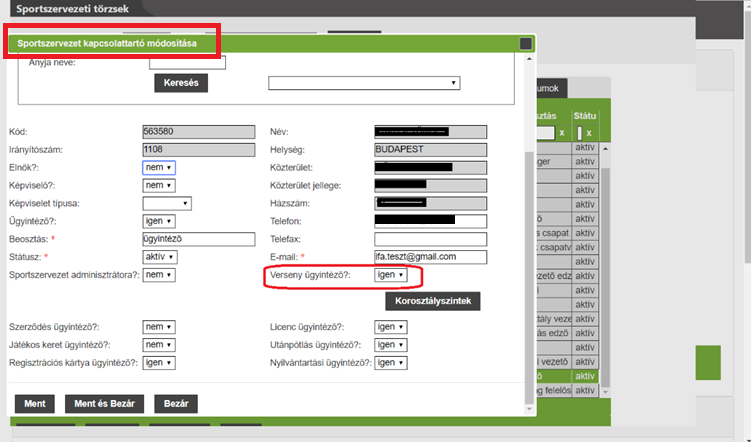 Sportszervezeti törzsek
Sportszervezet kapcsolattartó módosítása
Anyja neve:
Keresés
umok
Kód: 563580 Név:
Irányítószám: 1108 Helység: BUDAPEST
Elnök?: nem Közterület:
Képviselő?: nem Közterület jellege:
Képviselet típusa: Házszám:
Ügyintéző?: igen Telefon:
Beosztás: * ügyintéző Telefax:
Státusz: * aktív E-mail: * ifa.teszt@gmail.com
Sportszervezet adminisztrátora?: nem Verseny ügyintéző?: igen
Korosztályszintek
Szerződés ügyintéző?: nem Licenc ügyintéző?: igen
Játékos keret ügyintéző?: nem Utánpótlás ügyintéző?: igen
Regisztrációs kártya ügyintéző?: igen Nyilvántartási ügyintéző?: igen
Ment Ment és Bezár Bezár
sztás Státu
x x
aktív
nger aktív
aktív
aktív
aktív
ő aktív
s csapat aktív
k csapatv aktív
aktív
ezető edz aktív
i aktív
aktív
tály veze aktív
ás edző aktív
aktív
i vezető aktív
ő aktív
ng felelős aktív